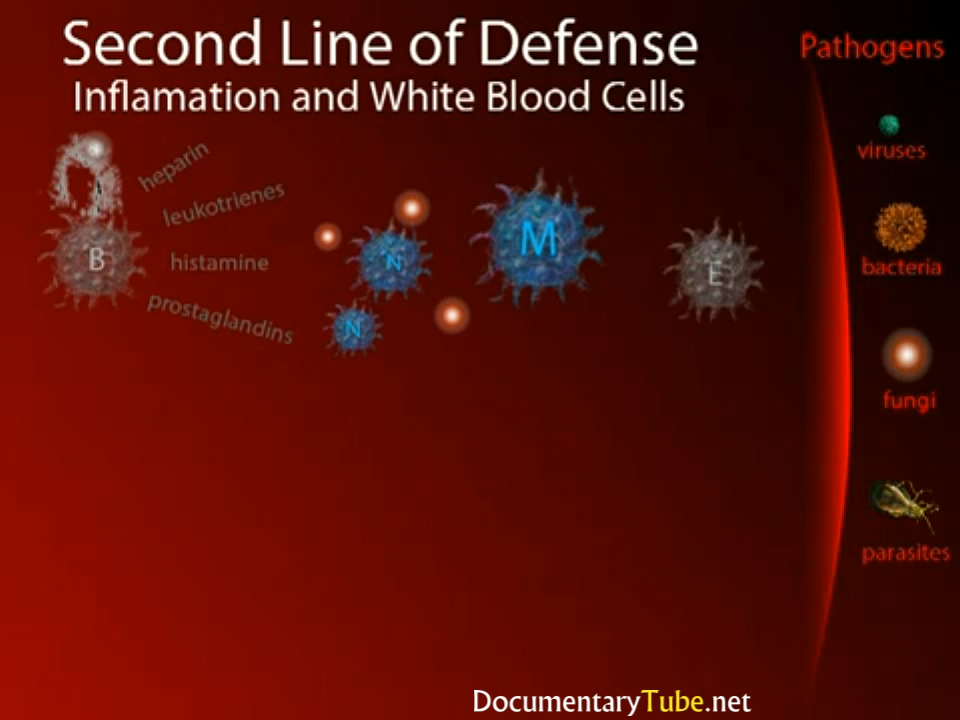 Second Line of Defense
Inflamation and White Blood Cells
Pathogens
viruses
bacteria
fungi
parasites
heparin
leukotrienes
histamine
prostaglandins
B
N
N
M
E
DocumentaryTube.net